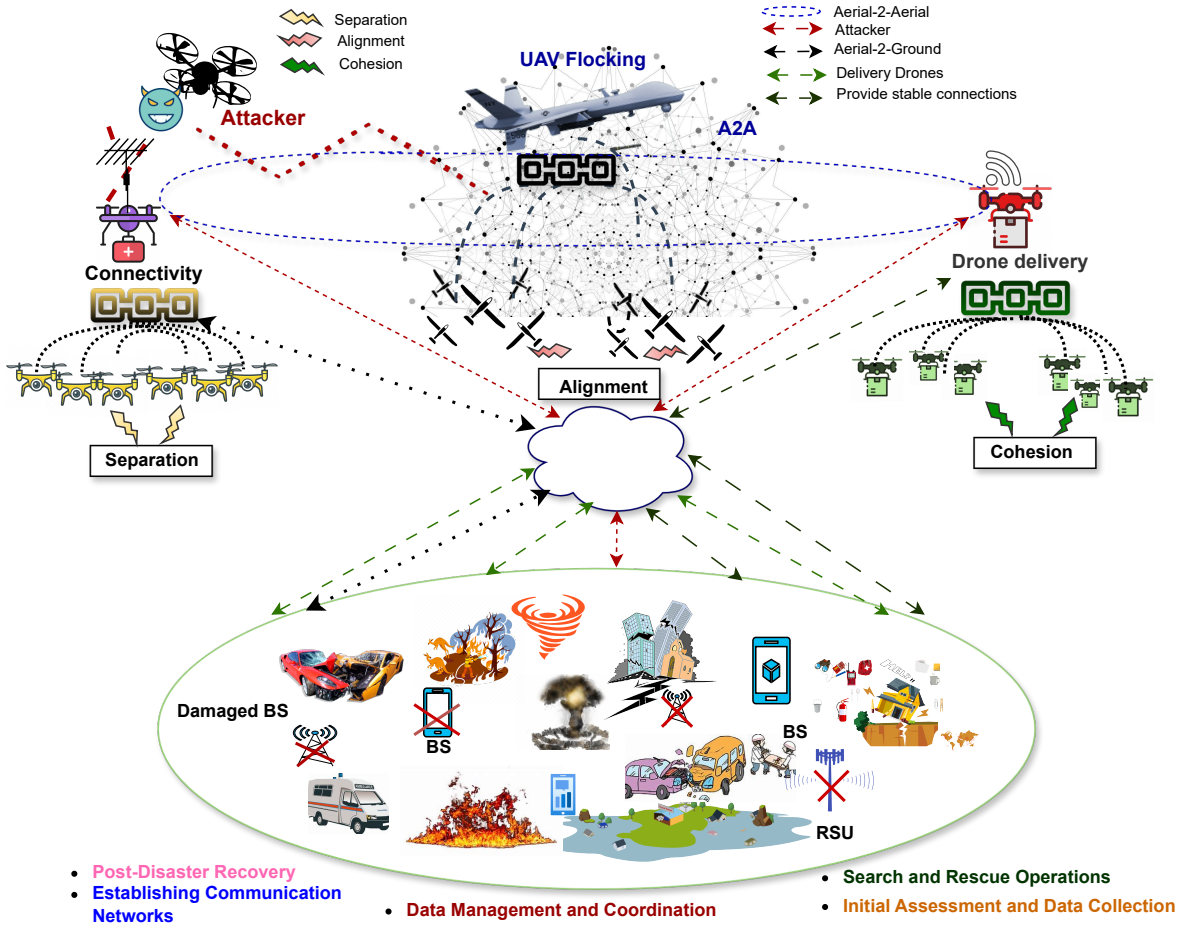 Separation
Alignment
Cohesion
Aerial-2-Aerial
Attacker
Aerial-2-Ground
Delivery Drones
Provide stable connections
UAV Flocking
Attacker
A2A
Connectivity
Drone delivery
Alignment
Separation
Cohesion
Damaged BS
BS
BS
RSU
• Post-Disaster Recovery
• Establishing Communication
Networks
• Data Management and Coordination
• Search and Rescue Operations
• Initial Assessment and Data Collection